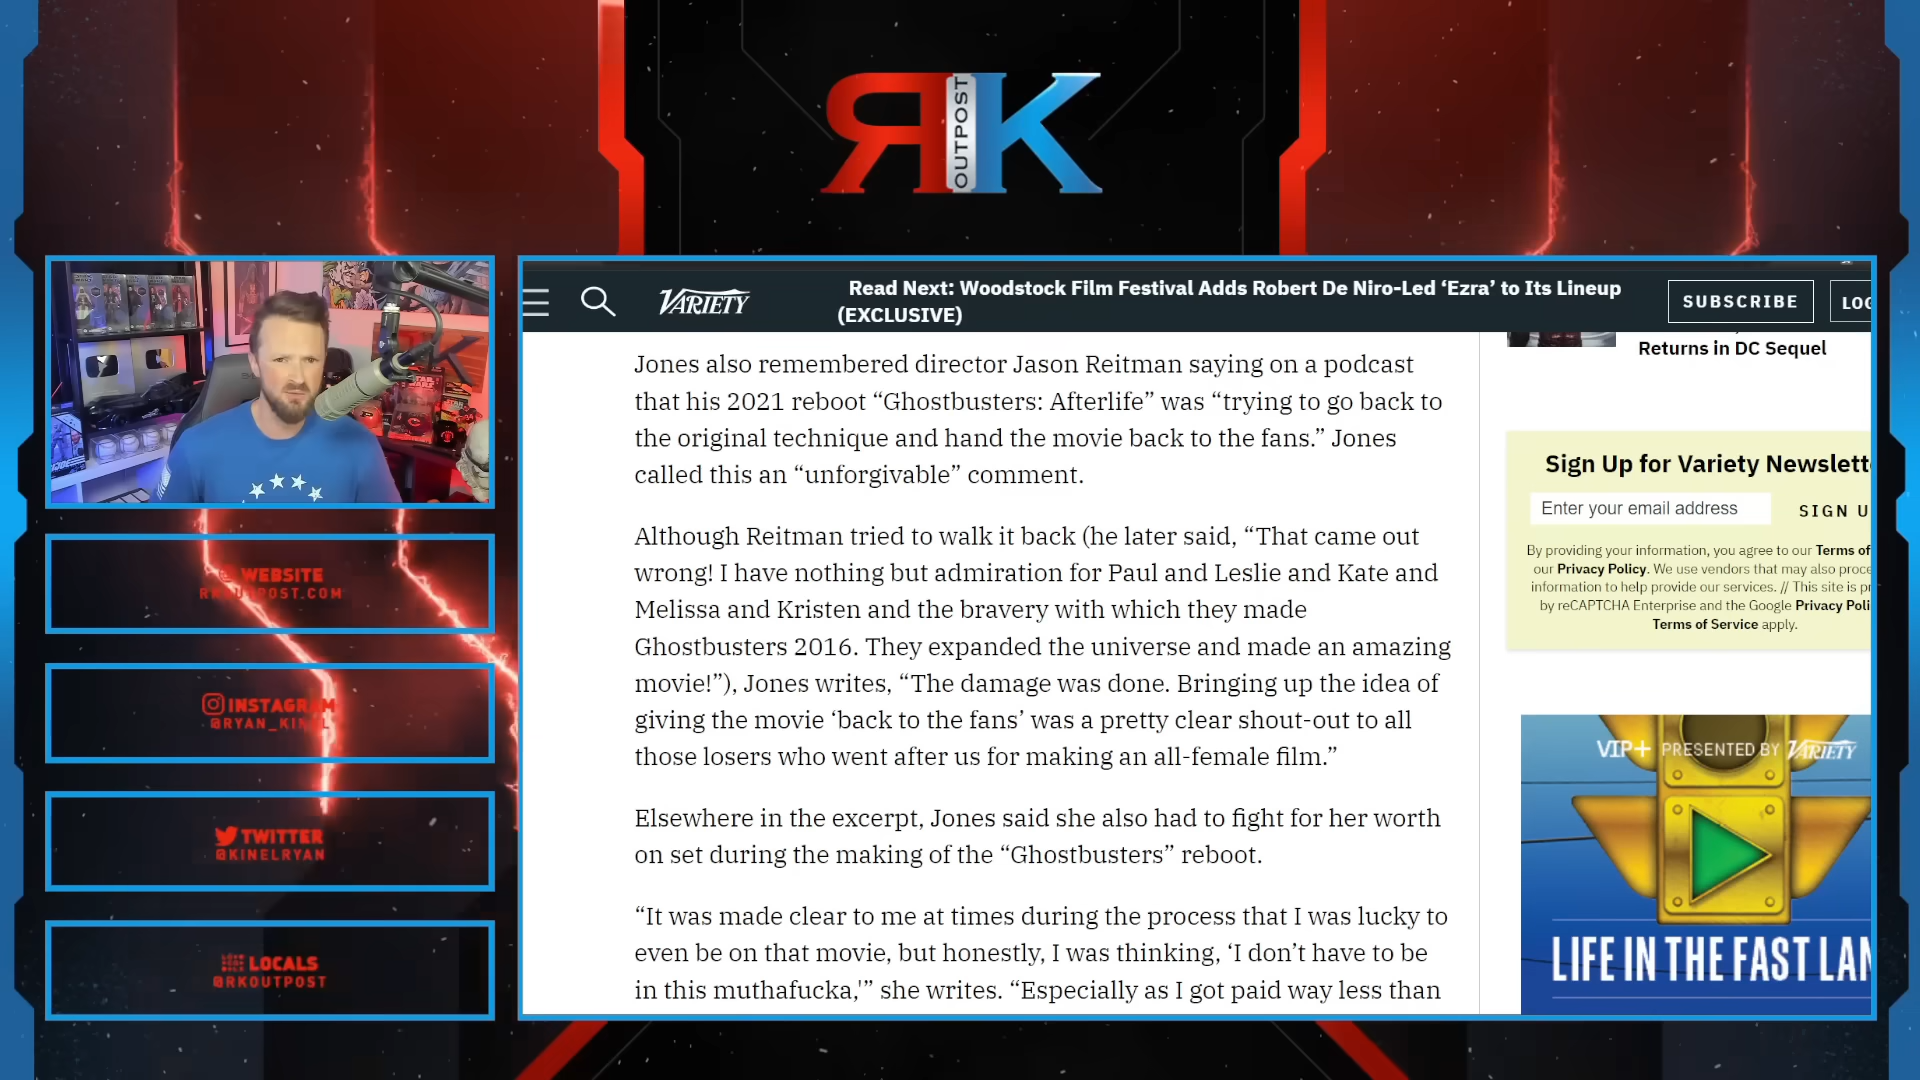 RK
OUTPOST
Read Next: Woodstock Film Festival Adds Robert De Niro-Led ‘Ezra’ to Its Lineup
(EXCLUSIVE)
VARIETY
SUBSCRIBE
LOG
Jones also remembered director Jason Reitman saying on a podcast
that his 2021 reboot “Ghostbusters: Afterlife” was “trying to go back to
the original technique and hand the movie back to the fans.” Jones
called this an “unforgivable” comment.
Although Reitman tried to walk it back (he later said, “That came out
wrong! I have nothing but admiration for Paul and Leslie and Kate and
Melissa and Kristen and the bravery with which they made
Ghostbusters 2016. They expanded the universe and made an amazing
movie!”), Jones writes, “The damage was done. Bringing up the idea of
giving the movie ‘back to the fans’ was a pretty clear shout-out to all
those losers who went after us for making an all-female film.”
Elsewhere in the excerpt, Jones said she also had to fight for her worth
on set during the making of the “Ghostbusters” reboot.
“It was made clear to me at times during the process that I was lucky to
even be on that movie, but honestly, I was thinking, ‘I don’t have to be
in this muthafucka,'” she writes. “Especially as I got paid way less than
Returns in DC Sequel
Sign Up for Variety Newslett
Enter your email address
SIGN U
By providing your information, you agree to our Terms of
our Privacy Policy. We use vendors that may also proce
information to help provide our services. // This site is pr
by reCAPTCHA Enterprise and the Google Privacy Poli
Terms of Service apply.
VIP+ PRESENTED BY VARIETY
LIFE IN THE FAST LAN
WEBSITE
RKOUTPOST.COM
INSTAGRAM
@RYAN_KINEL
TWITTER
@KINELRYAN
LOCALS
@RKOUTPOST